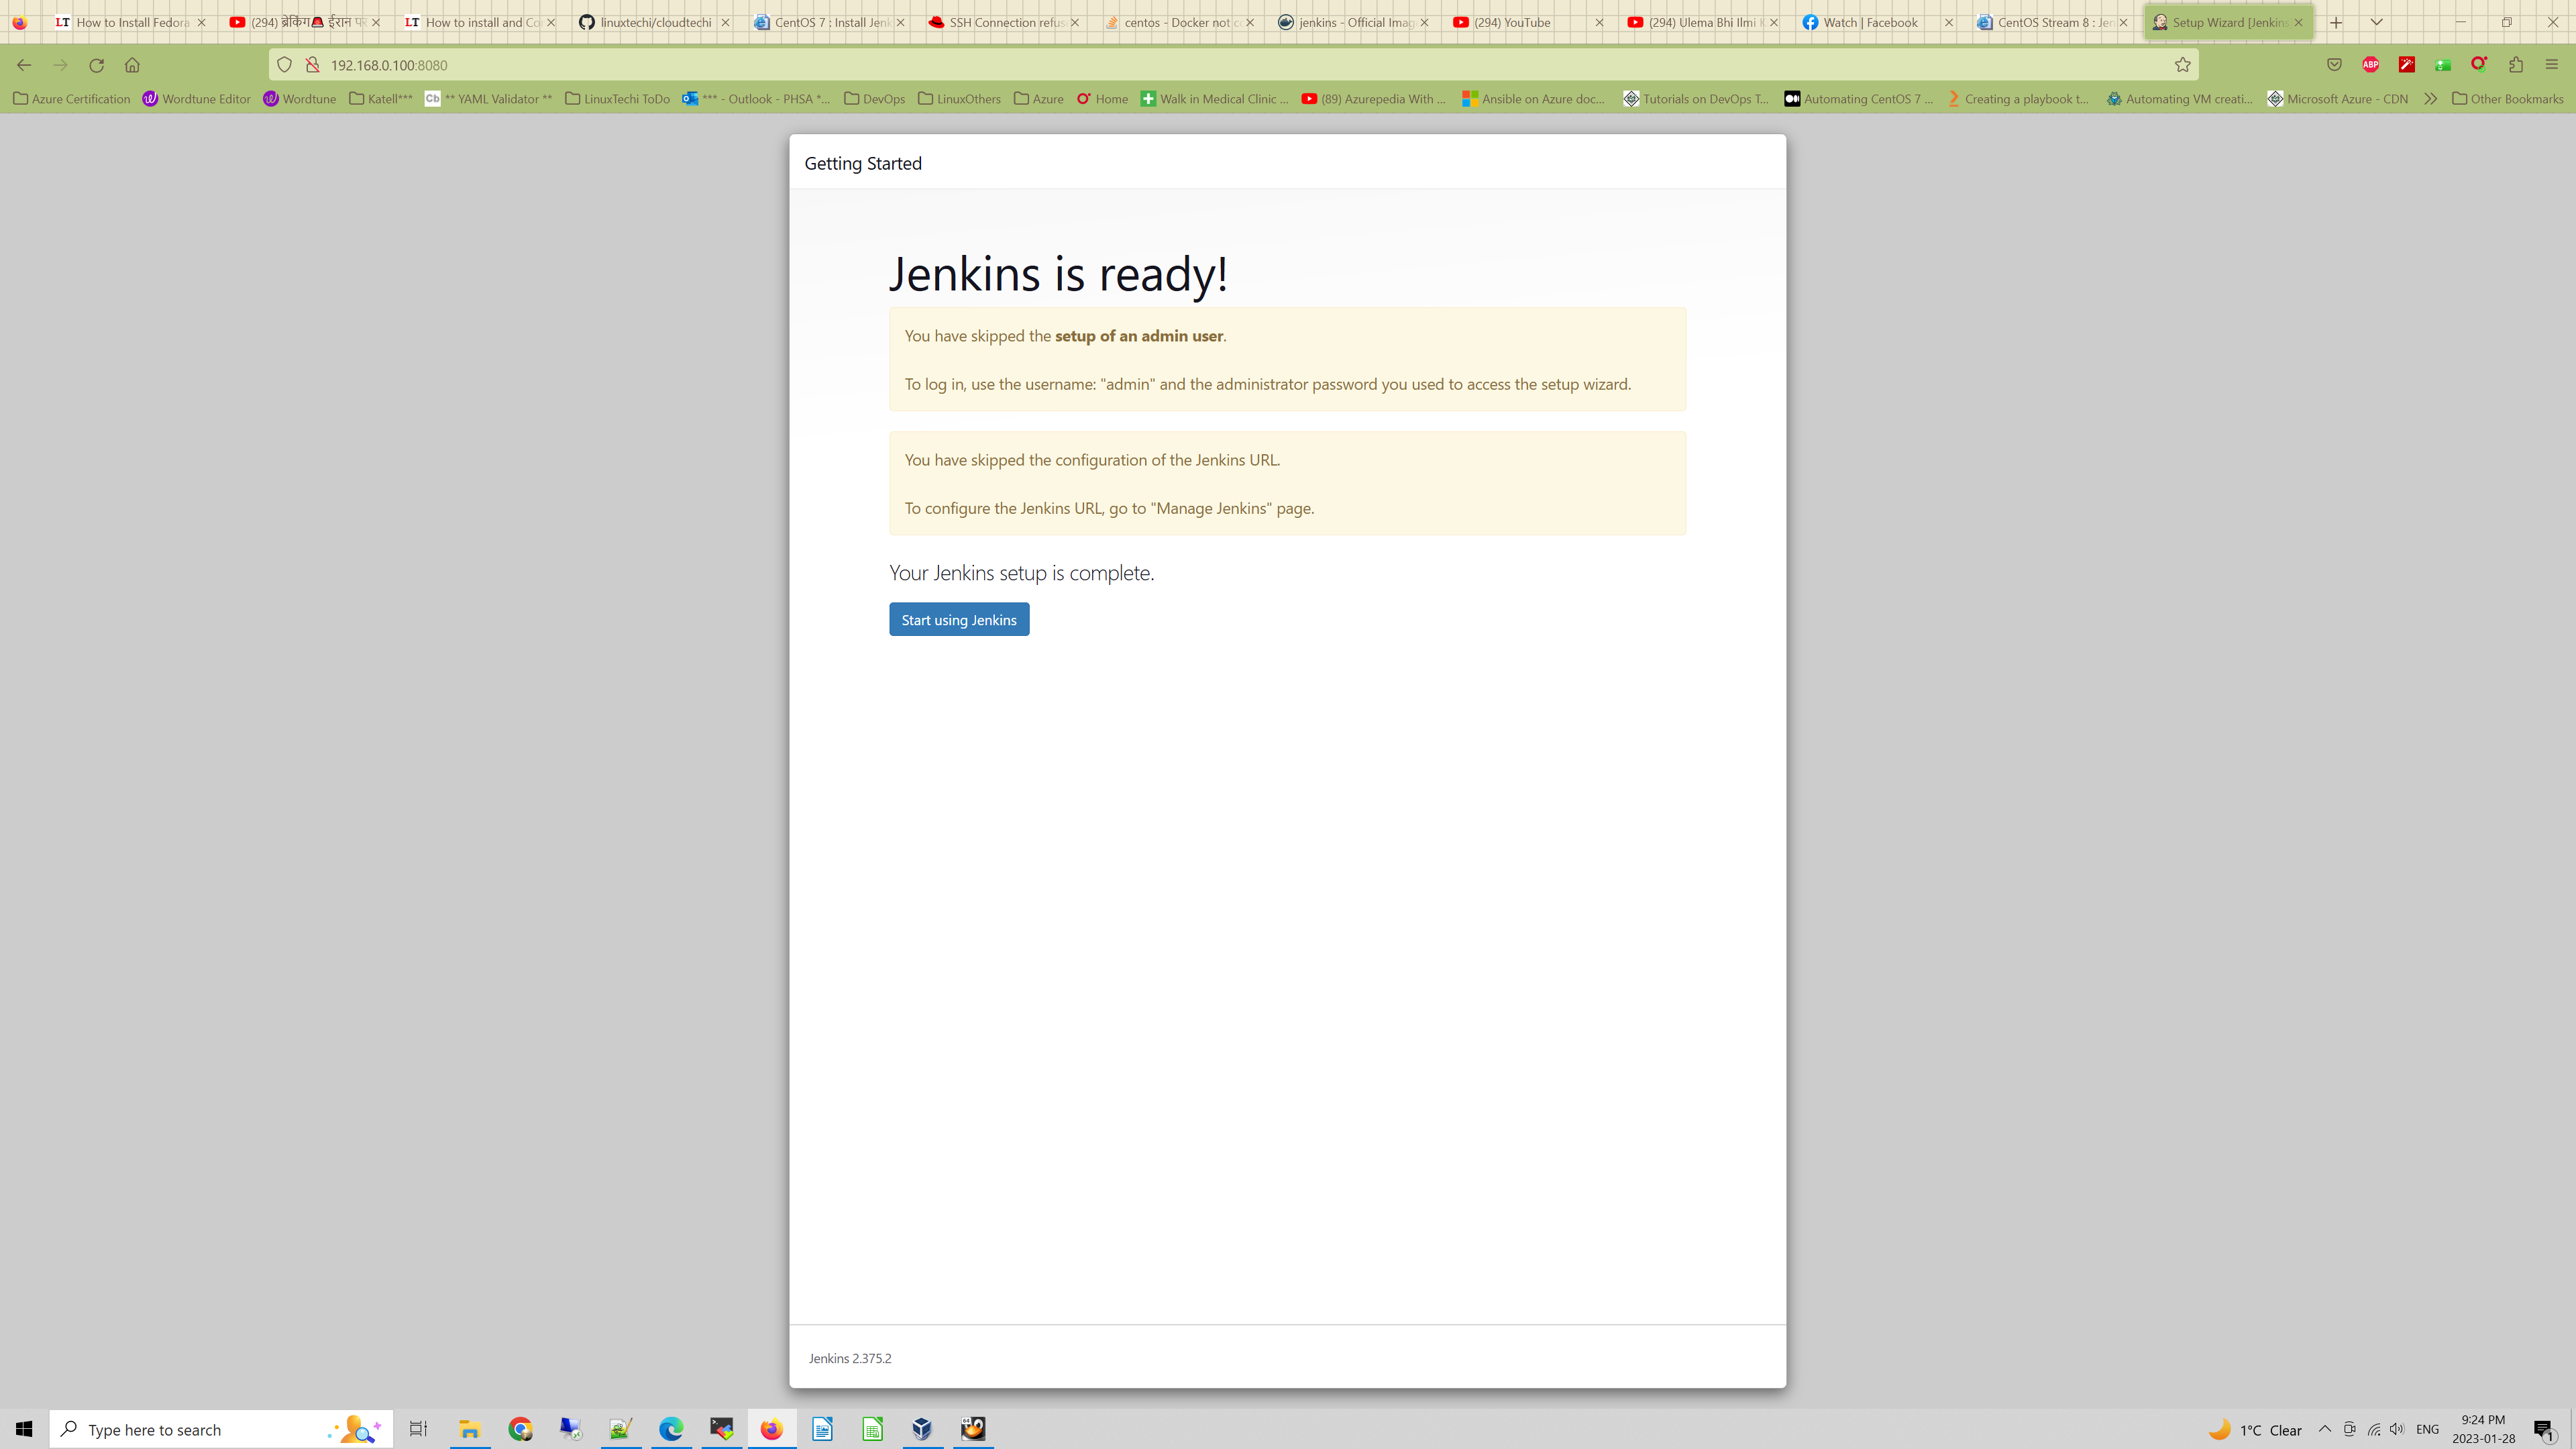 How to Install Fedora
(294) ब्रेकिंग🚨 ईरान पर
How to install and Co
linuxtechi/cloudtechi
CentOS 7 : Install Jenk
SSH Connection refus
centos - Docker not c
jenkins - Official Imag
(294) YouTube
(294) Ulema Bhi Ilmi K
Watch | Facebook
CentOS Stream 8 : Jen
Setup Wizard [Jenkins
192.168.0.100:8080
Azure Certification
Wordtune Editor
Wordtune
Katell***
** YAML Validator **
LinuxTechi ToDo
*** - Outlook - PHSA *...
DevOps
LinuxOthers
Azure
Home
Walk in Medical Clinic ...
(89) Azurepedia With ...
Ansible on Azure doc...
Tutorials on DevOps T...
Automating CentOS 7 ...
Creating a playbook t...
Automating VM creati...
Microsoft Azure - CDN
Other Bookmarks
Getting Started
Jenkins is ready!
You have skipped the setup of an admin user.
To log in, use the username: "admin" and the administrator password you used to access the setup wizard.
You have skipped the configuration of the Jenkins URL.
To configure the Jenkins URL, go to "Manage Jenkins" page.
Your Jenkins setup is complete.
Start using Jenkins
Jenkins 2.375.2
Type here to search
1°C Clear
ENG
9:24 PM
2023-01-28
1